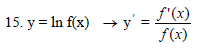 15. y = ln f(x) → y' = f'(x) / f(x)